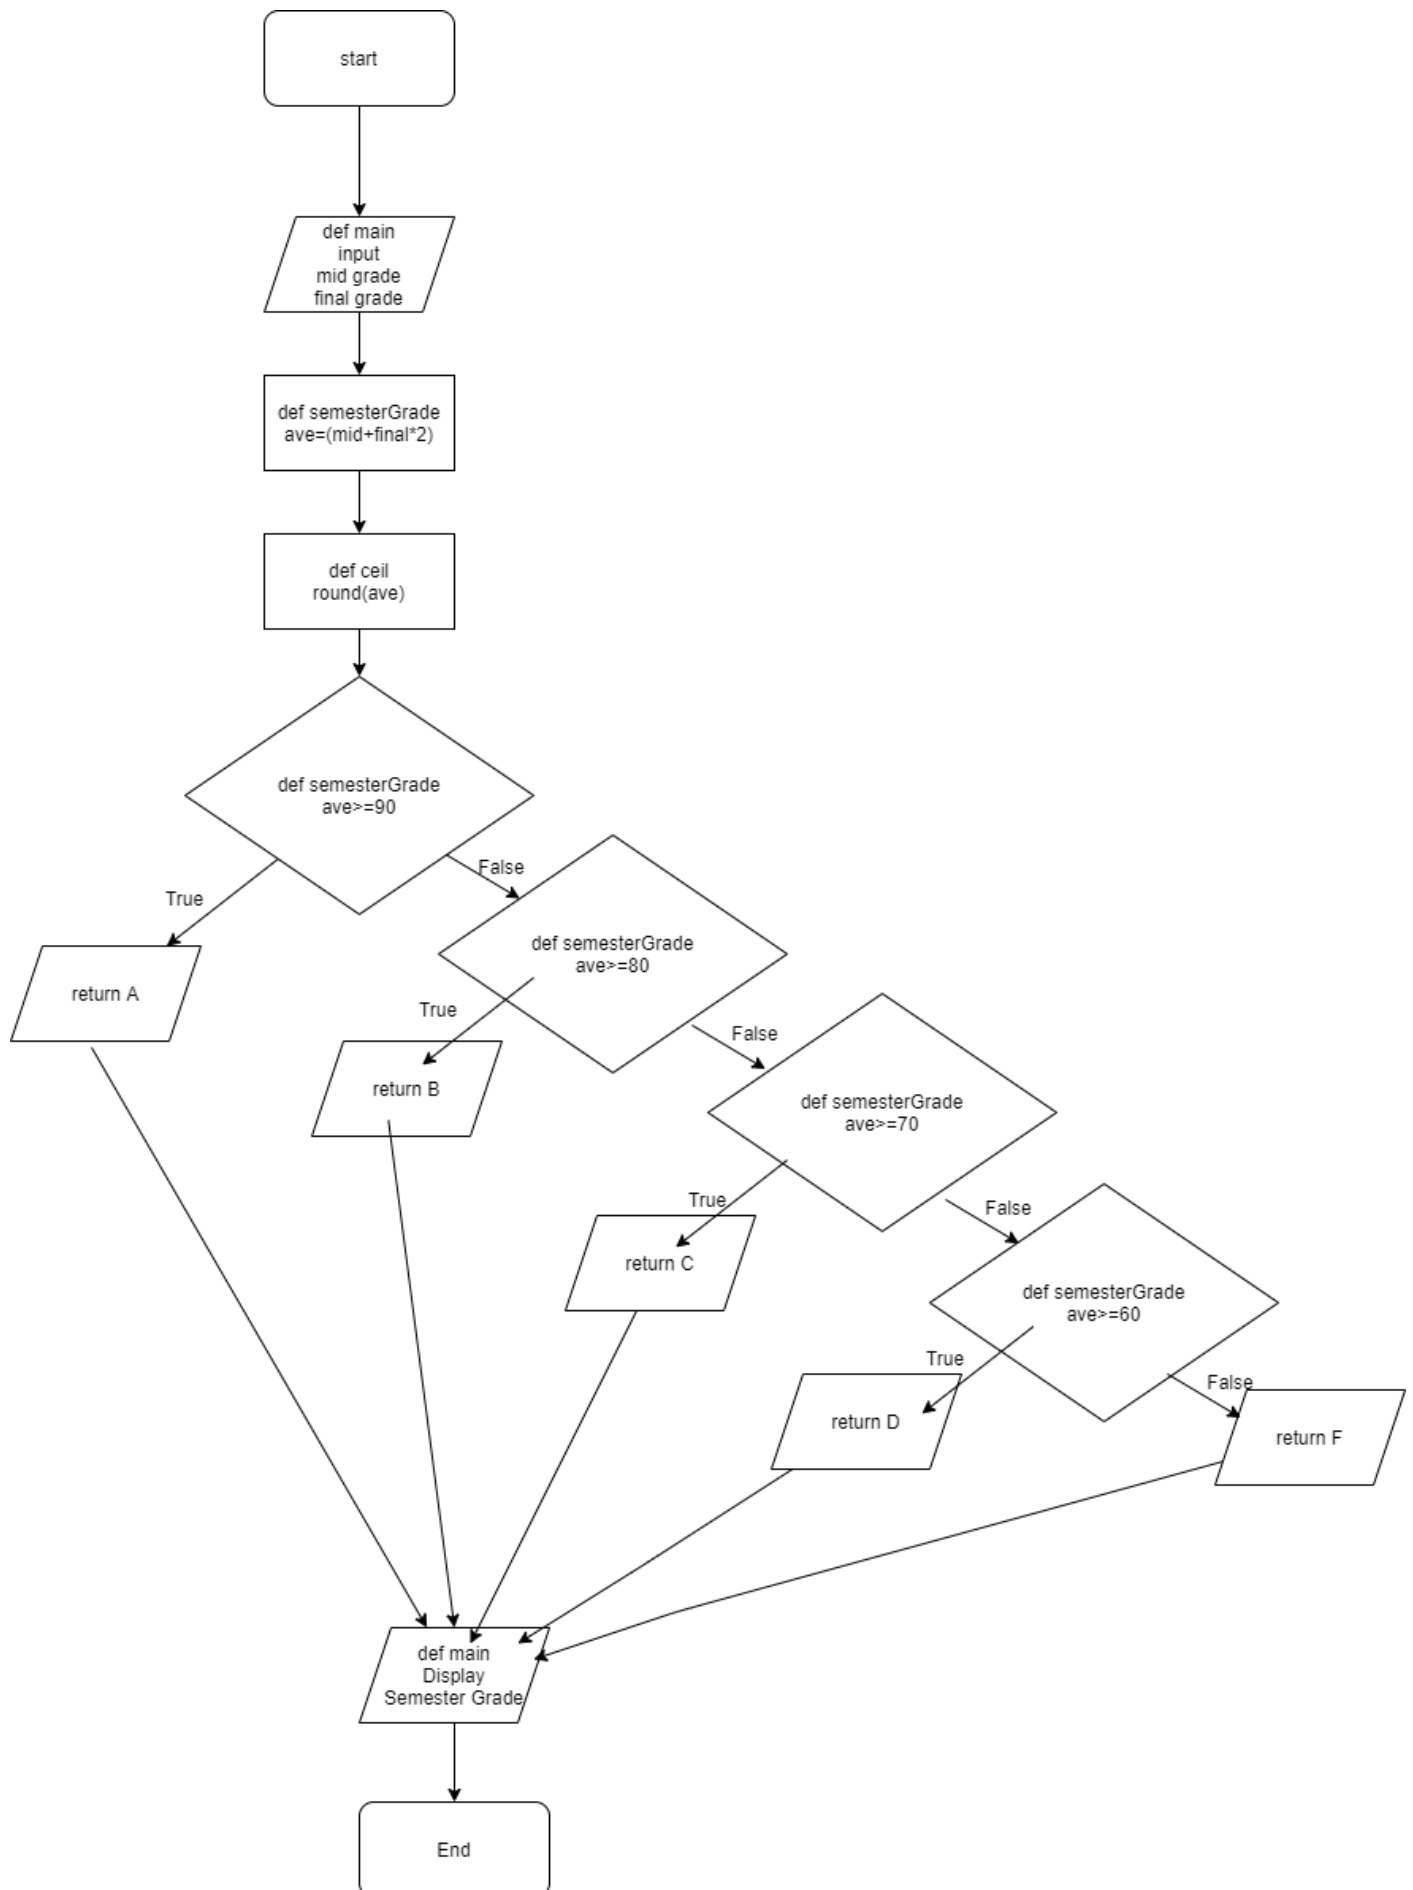 start
def main
input
mid grade
final grade
def semesterGrade
ave=(mid+final*2)
def ceil
round(ave)
def semesterGrade
ave>=90
True
False
return A
def semesterGrade
ave>=80
True
False
return B
def semesterGrade
ave>=70
True
False
return C
def semesterGrade
ave>=60
True
False
return D
return F
def main
Display
Semester Grade
End